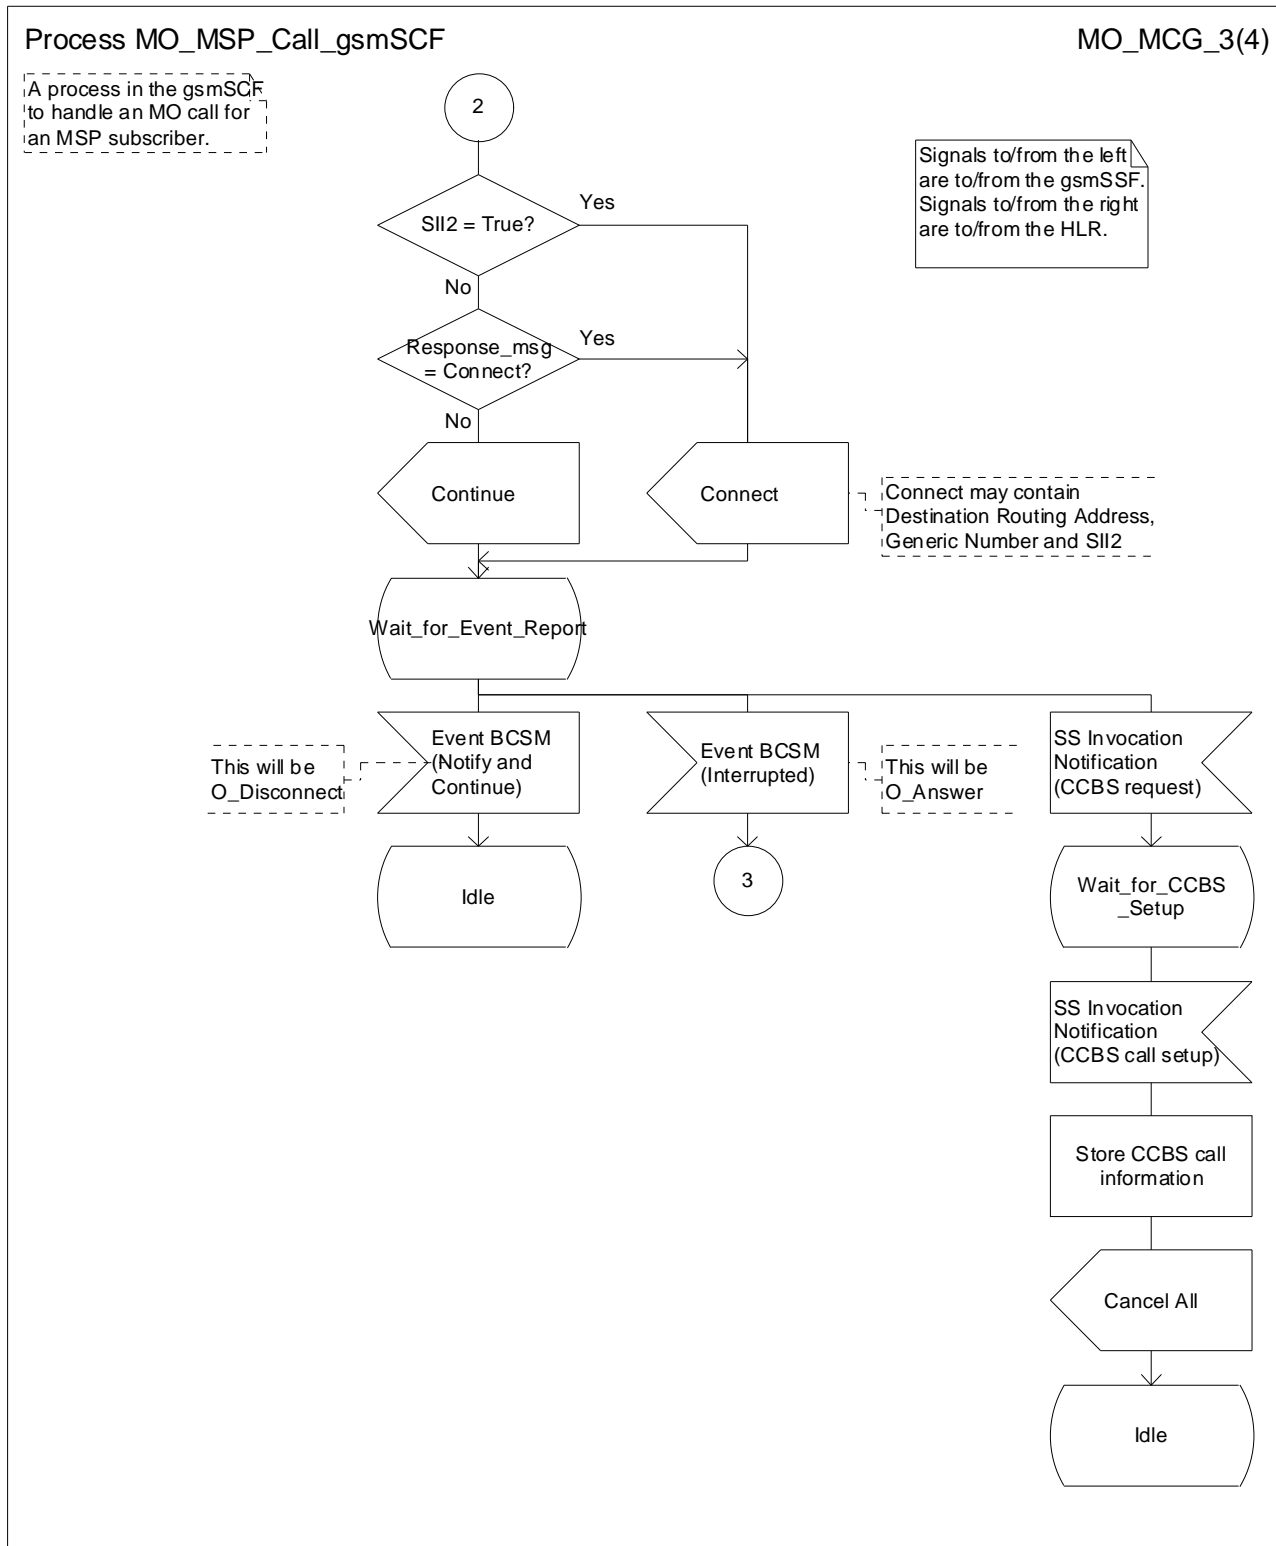 Process MO_MSP_Call_gsmSCF
MO_MCG_3(4)
A process in the gsmSCF
to handle an MO call for
an MSP subscriber.
2
Signals to/from the left
are to/from the gsmSSF.
Signals to/from the right
are to/from the HLR.
SII2 = True?
Yes
No
Response_msg
= Connect?
Yes
No
Continue
Connect
Connect may contain
Destination Routing Address,
Generic Number and SII2
Wait_for_Event_Report
This will be
O_Disconnect
Event BCSM
(Notify and
Continue)
Event BCSM
(Interrupted)
This will be
O_Answer
SS Invocation
Notification
(CCBS request)
Idle
3
Wait_for_CCBS
_Setup
SS Invocation
Notification
(CCBS call setup)
Store CCBS call
information
Cancel All
Idle